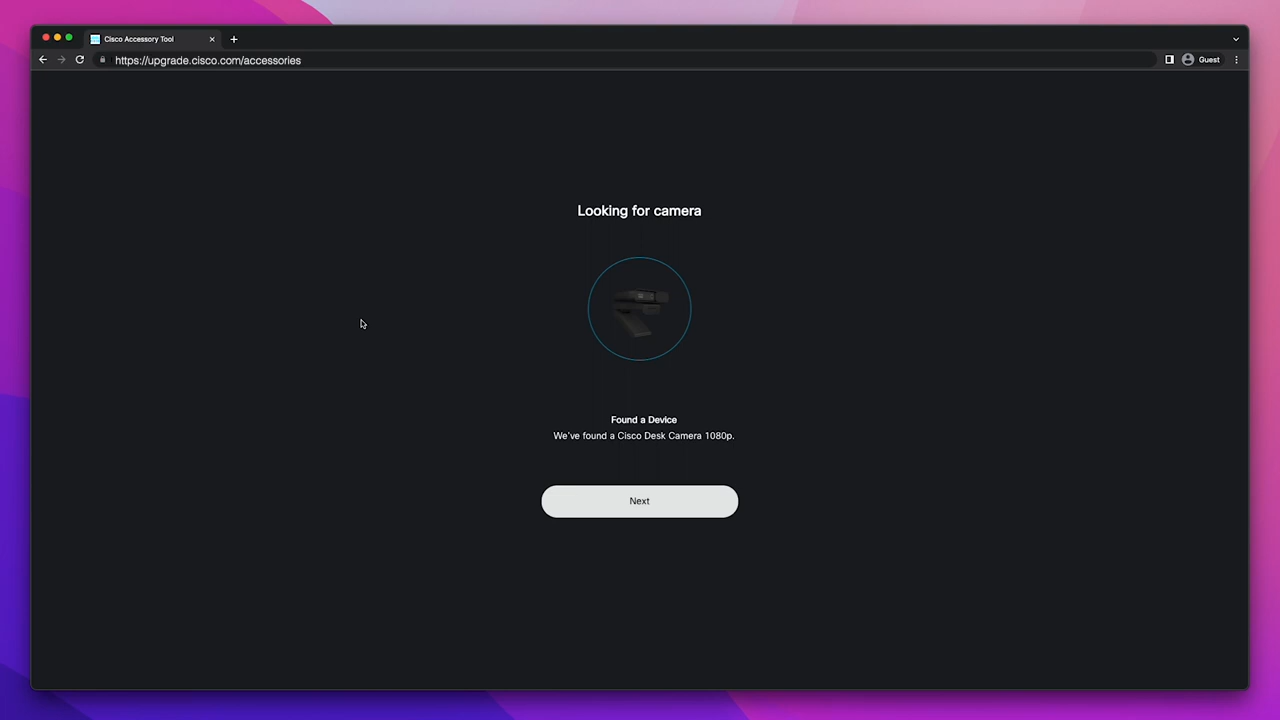 Cisco Accessory Tool
https://upgrade.cisco.com/accessories
Guest
Looking for camera
Found a Device
We've found a Cisco Desk Camera 1080p.
Next